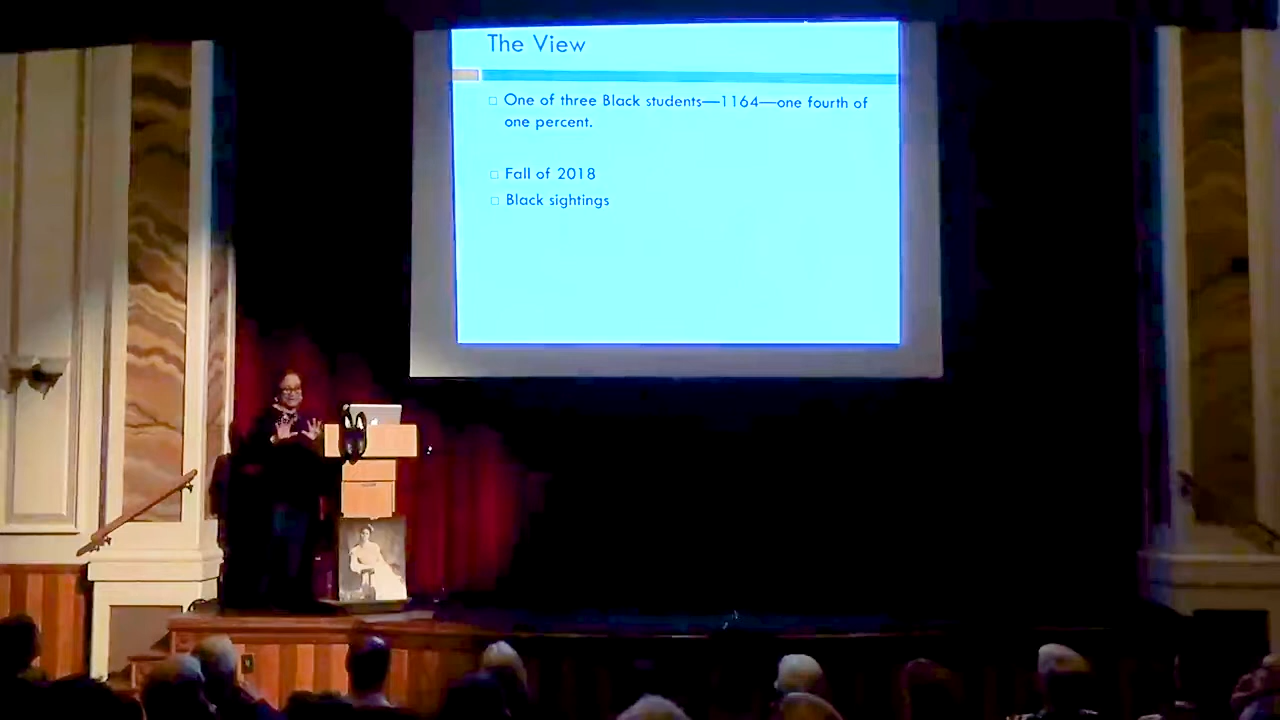 The View
One of three Black students—1164—one fourth of
one percent.
Fall of 2018
Black sightings